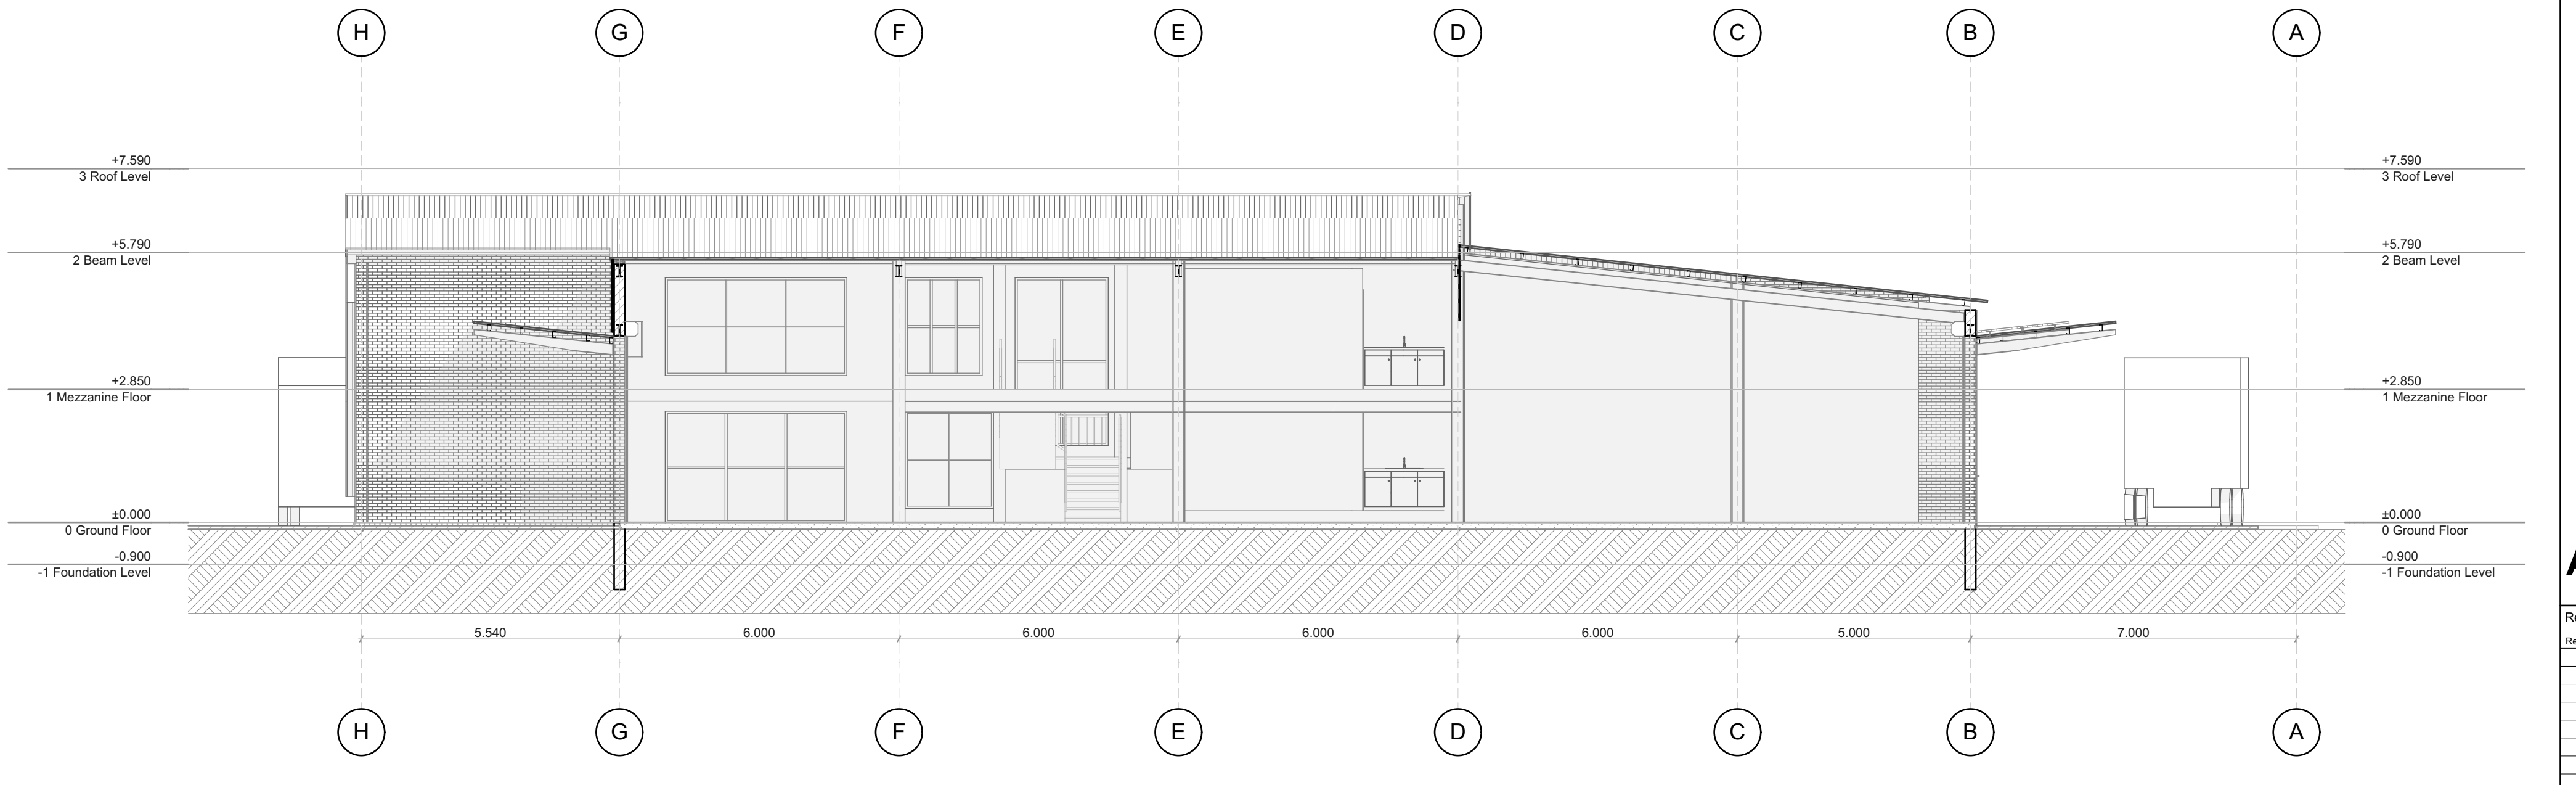 H G F E D C B A
+7.590 +7.590
3 Roof Level 3 Roof Level
+5.790 +5.790
2 Beam Level 2 Beam Level
+2.850 +2.850
1 Mezzanine Floor 1 Mezzanine Floor
±0.000 ±0.000
0 Ground Floor 0 Ground Floor
-0.900 -0.900
-1 Foundation Level -1 Foundation Level
5.540 6.000 6.000 6.000 6.000 5.000 7.000
H G F E D C B A